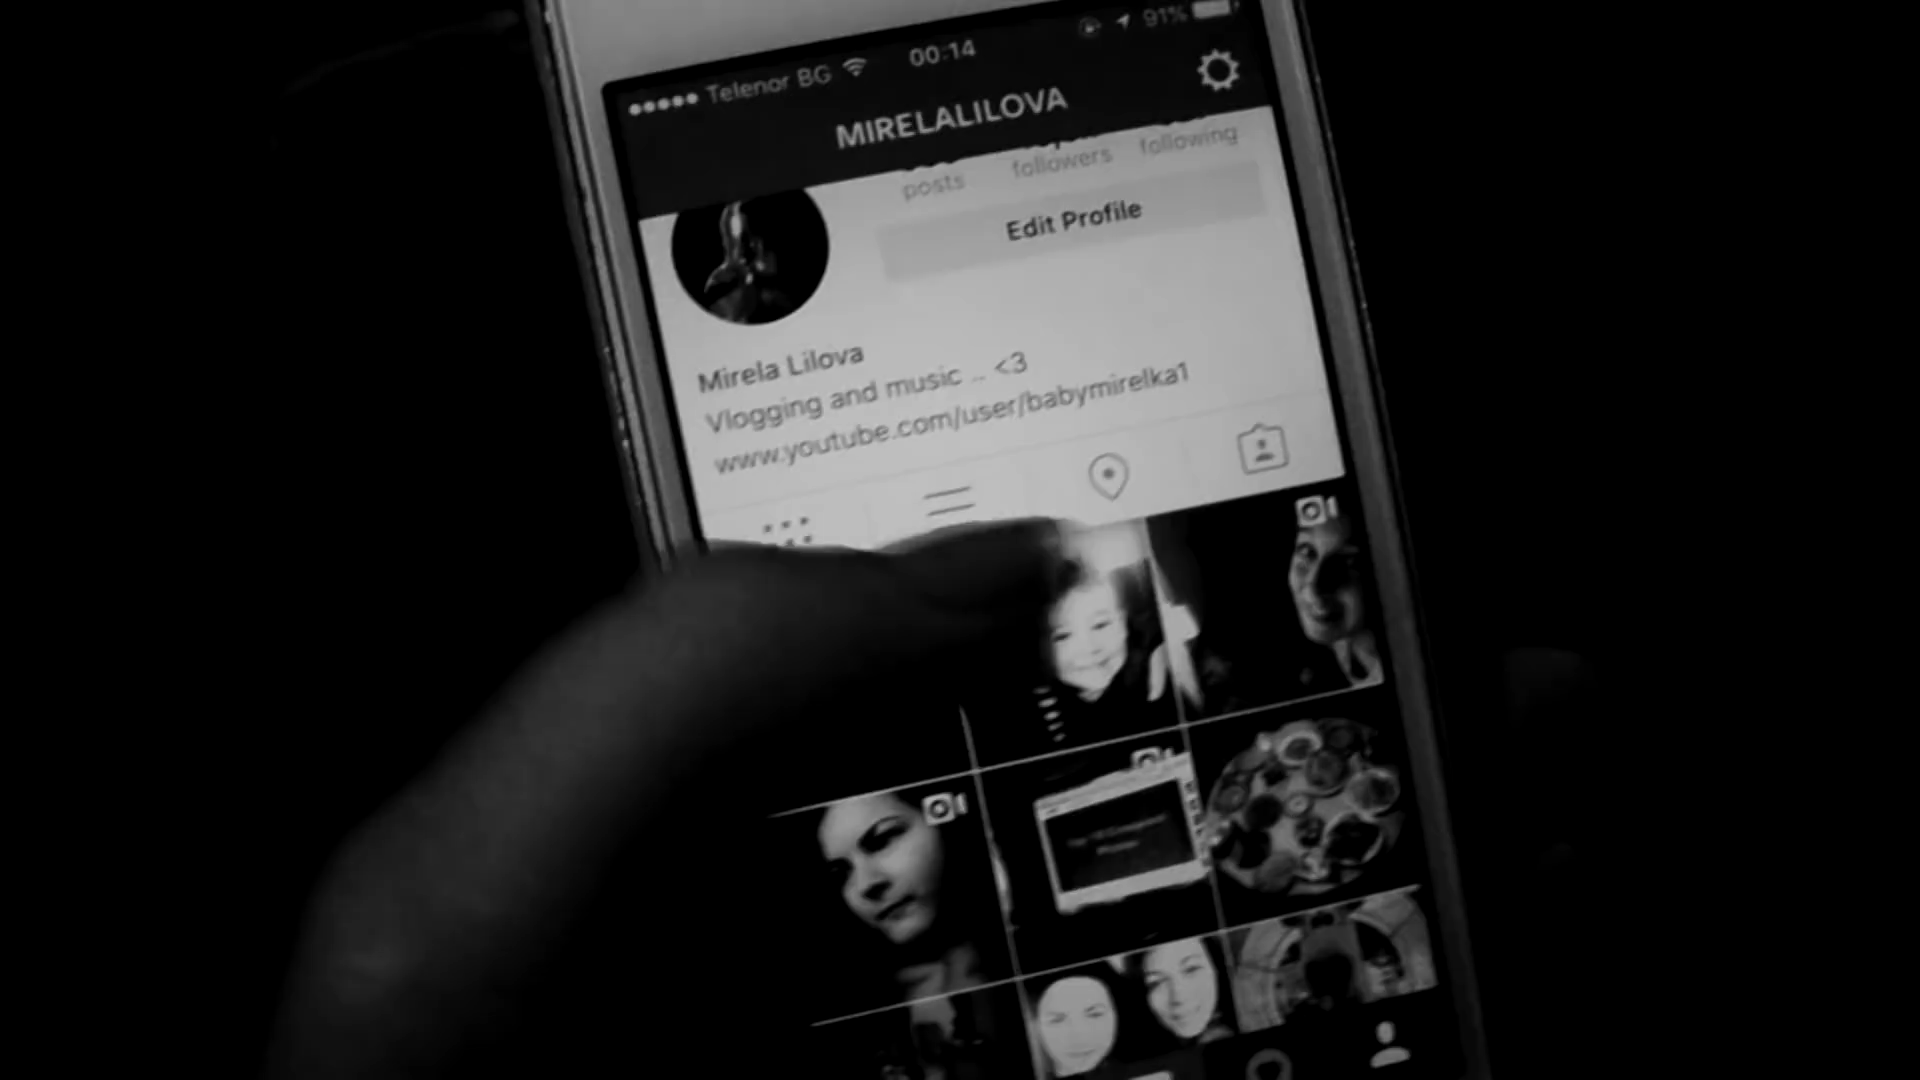 Telenor BG 00:14 91%
MIRELALILOVA
posts followers following
Edit Profile
Mirela Lilova
Vlogging and music .. <3
www.youtube.com/user/babymirelka1